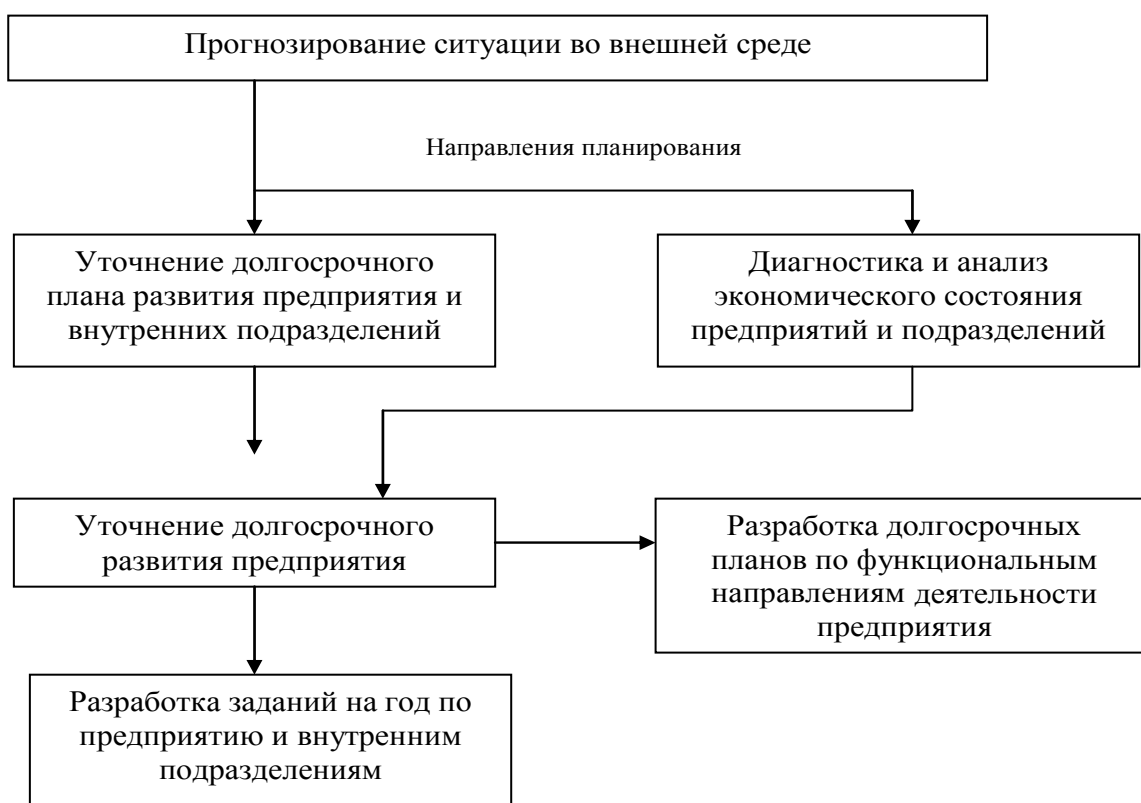 Прогнозирование ситуации во внешней среде
Направления планирования
Уточнение долгосрочного
плана развития предприятия и
внутренних подразделений
Диагностика и анализ
экономического состояния
предприятий и подразделений
Уточнение долгосрочного
развития предприятия
Разработка долгосрочных
планов по функциональным
направлениям деятельности
предприятия
Разработка заданий на год по
предприятию и внутренним
подразделениям